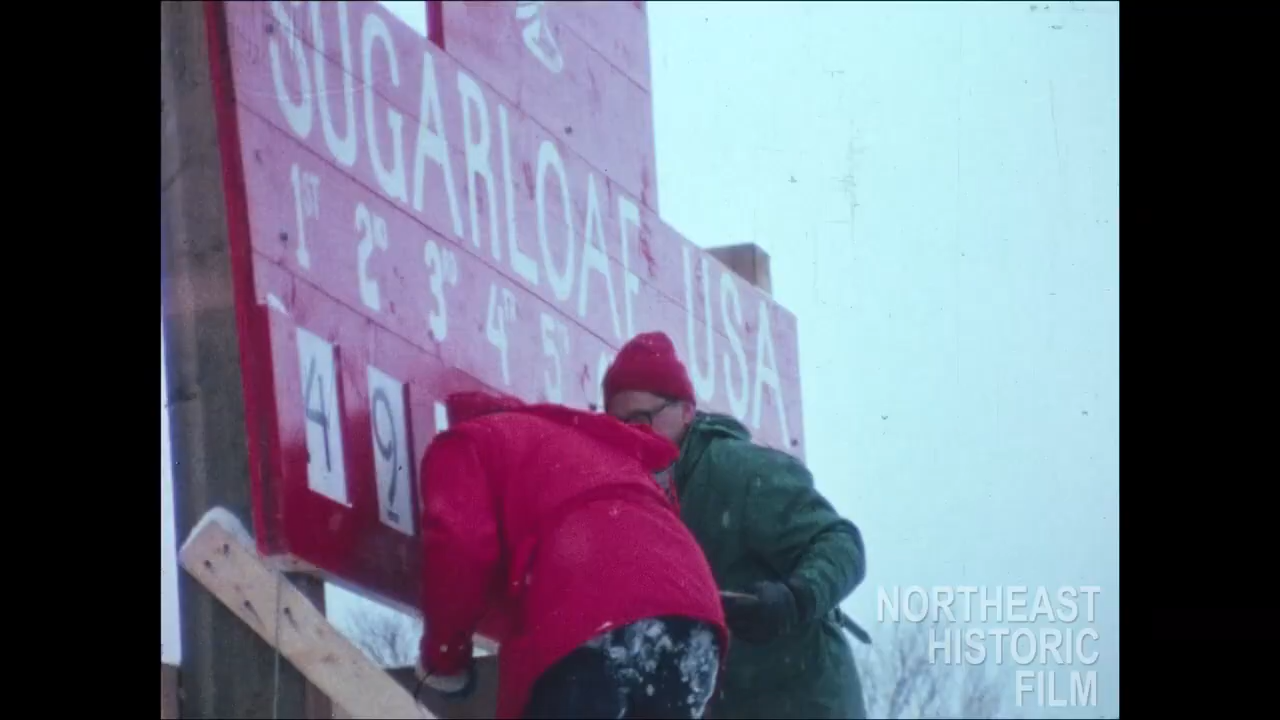 SUGARLOAF USA
1ST 2D 3D 4TH 5TH
4 9
NORTHEAST
HISTORIC
FILM